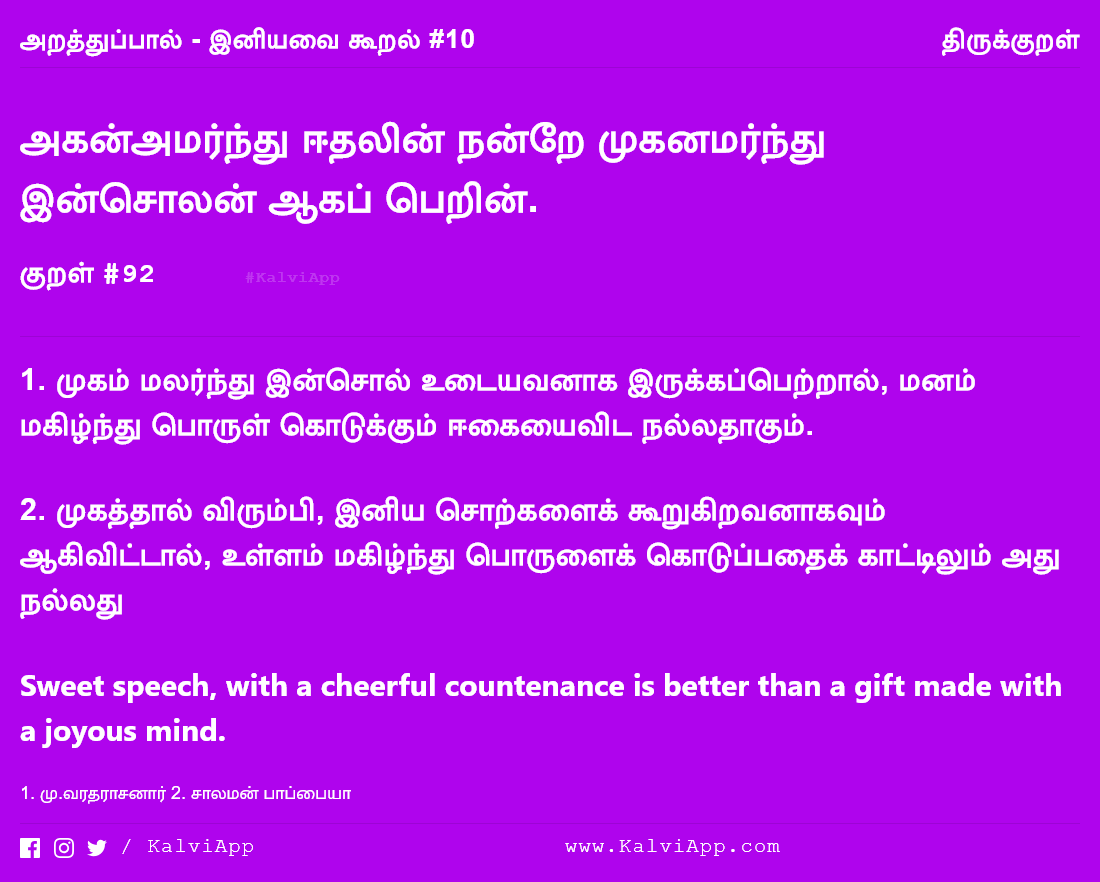 அறத்துப்பால் - இனியவை கூறல் #10
திருக்குறள்
அகன்அமர்ந்து ஈதலின் நன்றே முகனமர்ந்து
இன்சொலன் ஆகப் பெறின்.
குறள் #92
#KalviApp
1. முகம் மலர்ந்து இன்சொல் உடையவனாக இருக்கப்பெற்றால், மனம்
மகிழ்ந்து பொருள் கொடுக்கும் ஈகையைவிட நல்லதாகும்.
2. முகத்தால் விரும்பி, இனிய சொற்களைக் கூறுகிறவனாகவும்
ஆகிவிட்டால், உள்ளம் மகிழ்ந்து பொருளைக் கொடுப்பதைக் காட்டிலும் அது
நல்லது
Sweet speech, with a cheerful countenance is better than a gift made with
a joyous mind.
1. மு.வரதராசனார் 2. சாலமன் பாப்பையா
/ KalviApp
www.KalviApp.com